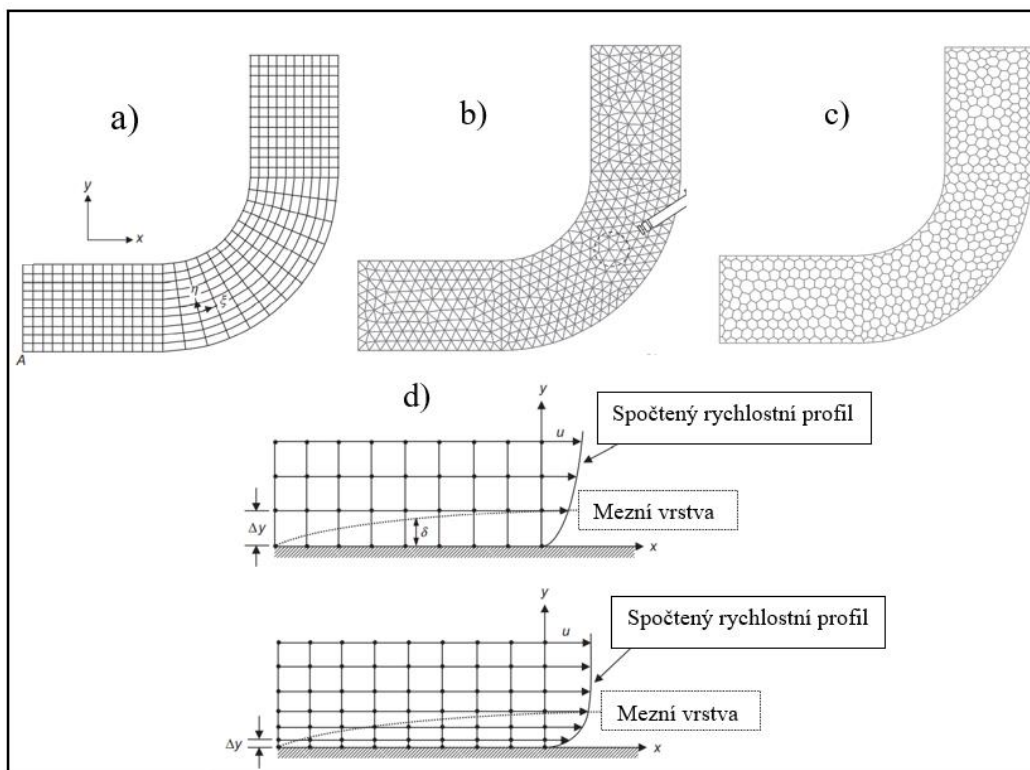 a)
b)
c)
y
x
η
ξ
A
d)
y
u
Spočtený rychlostní profil
Mezní vrstva
Δy
δ
x
y
u
Spočtený rychlostní profil
Mezní vrstva
Δy
x